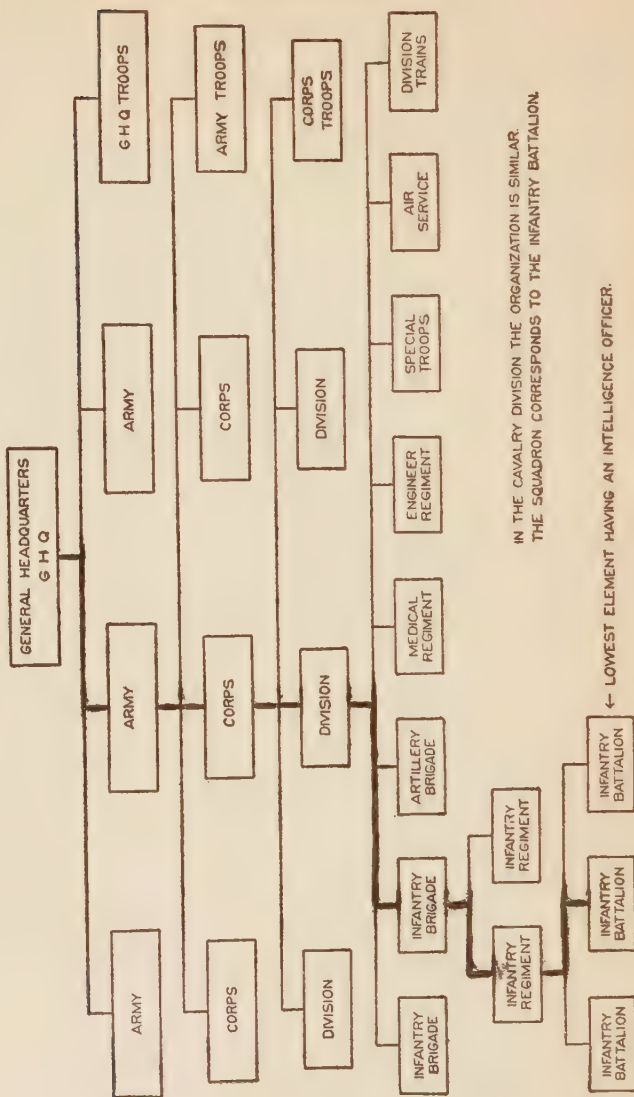 GENERAL HEADQUARTERS
G H Q
ARMY
ARMY
ARMY
G H Q TROOPS
CORPS
CORPS
CORPS
ARMY TROOPS
DIVISION
DIVISION
DIVISION
CORPS
TROOPS
INFANTRY
BRIGADE
INFANTRY
BRIGADE
ARTILLERY
BRIGADE
MEDICAL
REGIMENT
ENGINEER
REGIMENT
SPECIAL
TROOPS
AIR
SERVICE
DIVISION
TRAINS
INFANTRY
REGIMENT
INFANTRY
REGIMENT
IN THE CAVALRY DIVISION THE ORGANIZATION IS SIMILAR.
THE SQUADRON CORRESPONDS TO THE INFANTRY BATTALION.
INFANTRY
BATTALION
INFANTRY
BATTALION
INFANTRY
BATTALION
← LOWEST ELEMENT HAVING AN INTELLIGENCE OFFICER.